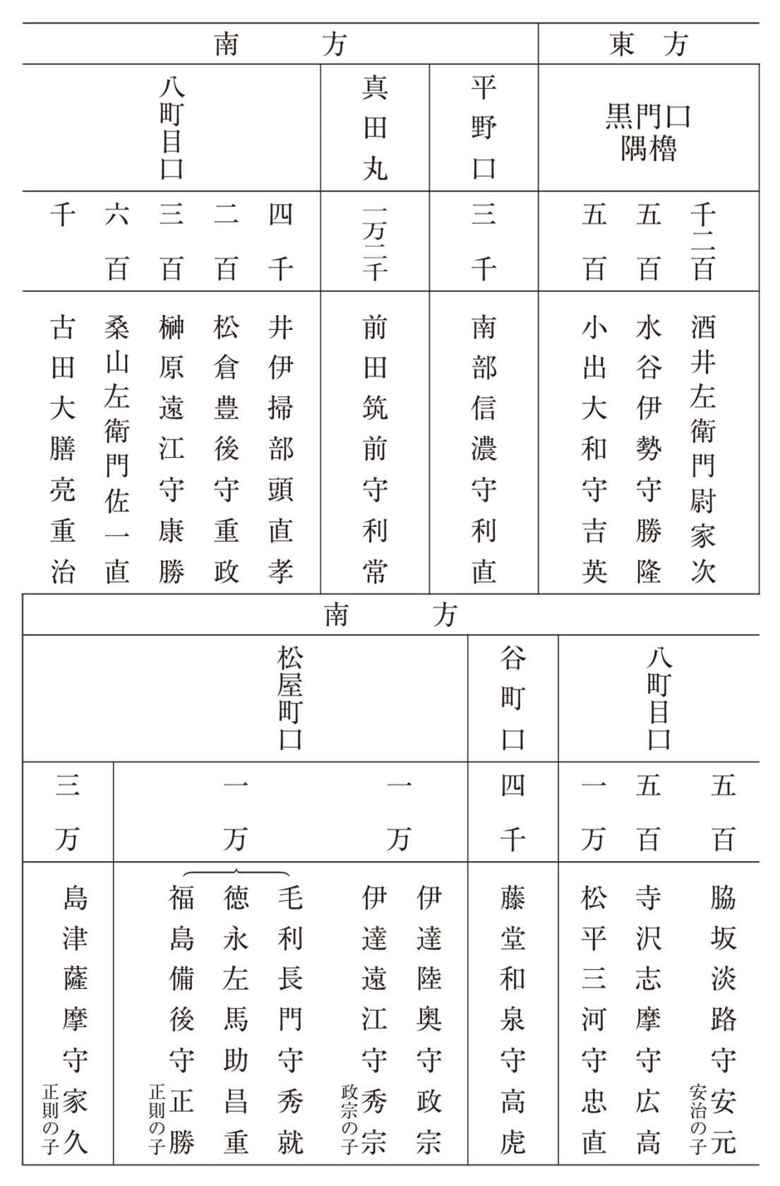 東方
黒門口
隅櫓
千二百
酒井左衛門尉家次
五百
水谷伊勢守勝隆
五百
小出大和守吉英
南方
平野口
三千
南部信濃守利直
真田丸
一万二千
前田筑前守利常
八町目口
四千
井伊掃部頭直孝
二百
松倉豊後守重政
三百
榊原遠江守康勝
六百
桑山左衛門佐一直
千
古田大膳亮重治
南方
八町目口
五百
脇坂淡路守安元
安治の子
五百
寺沢志摩守広高
一万
松平三河守忠直
谷町口
四千
藤堂和泉守高虎
松屋町口
一万
伊達陸奥守政宗
伊達遠江守秀宗
政宗の子
一万
毛利長門守秀就
徳永左馬助昌重
福島備後守正勝
正則の子
三万
島津薩摩守家久
正則の子